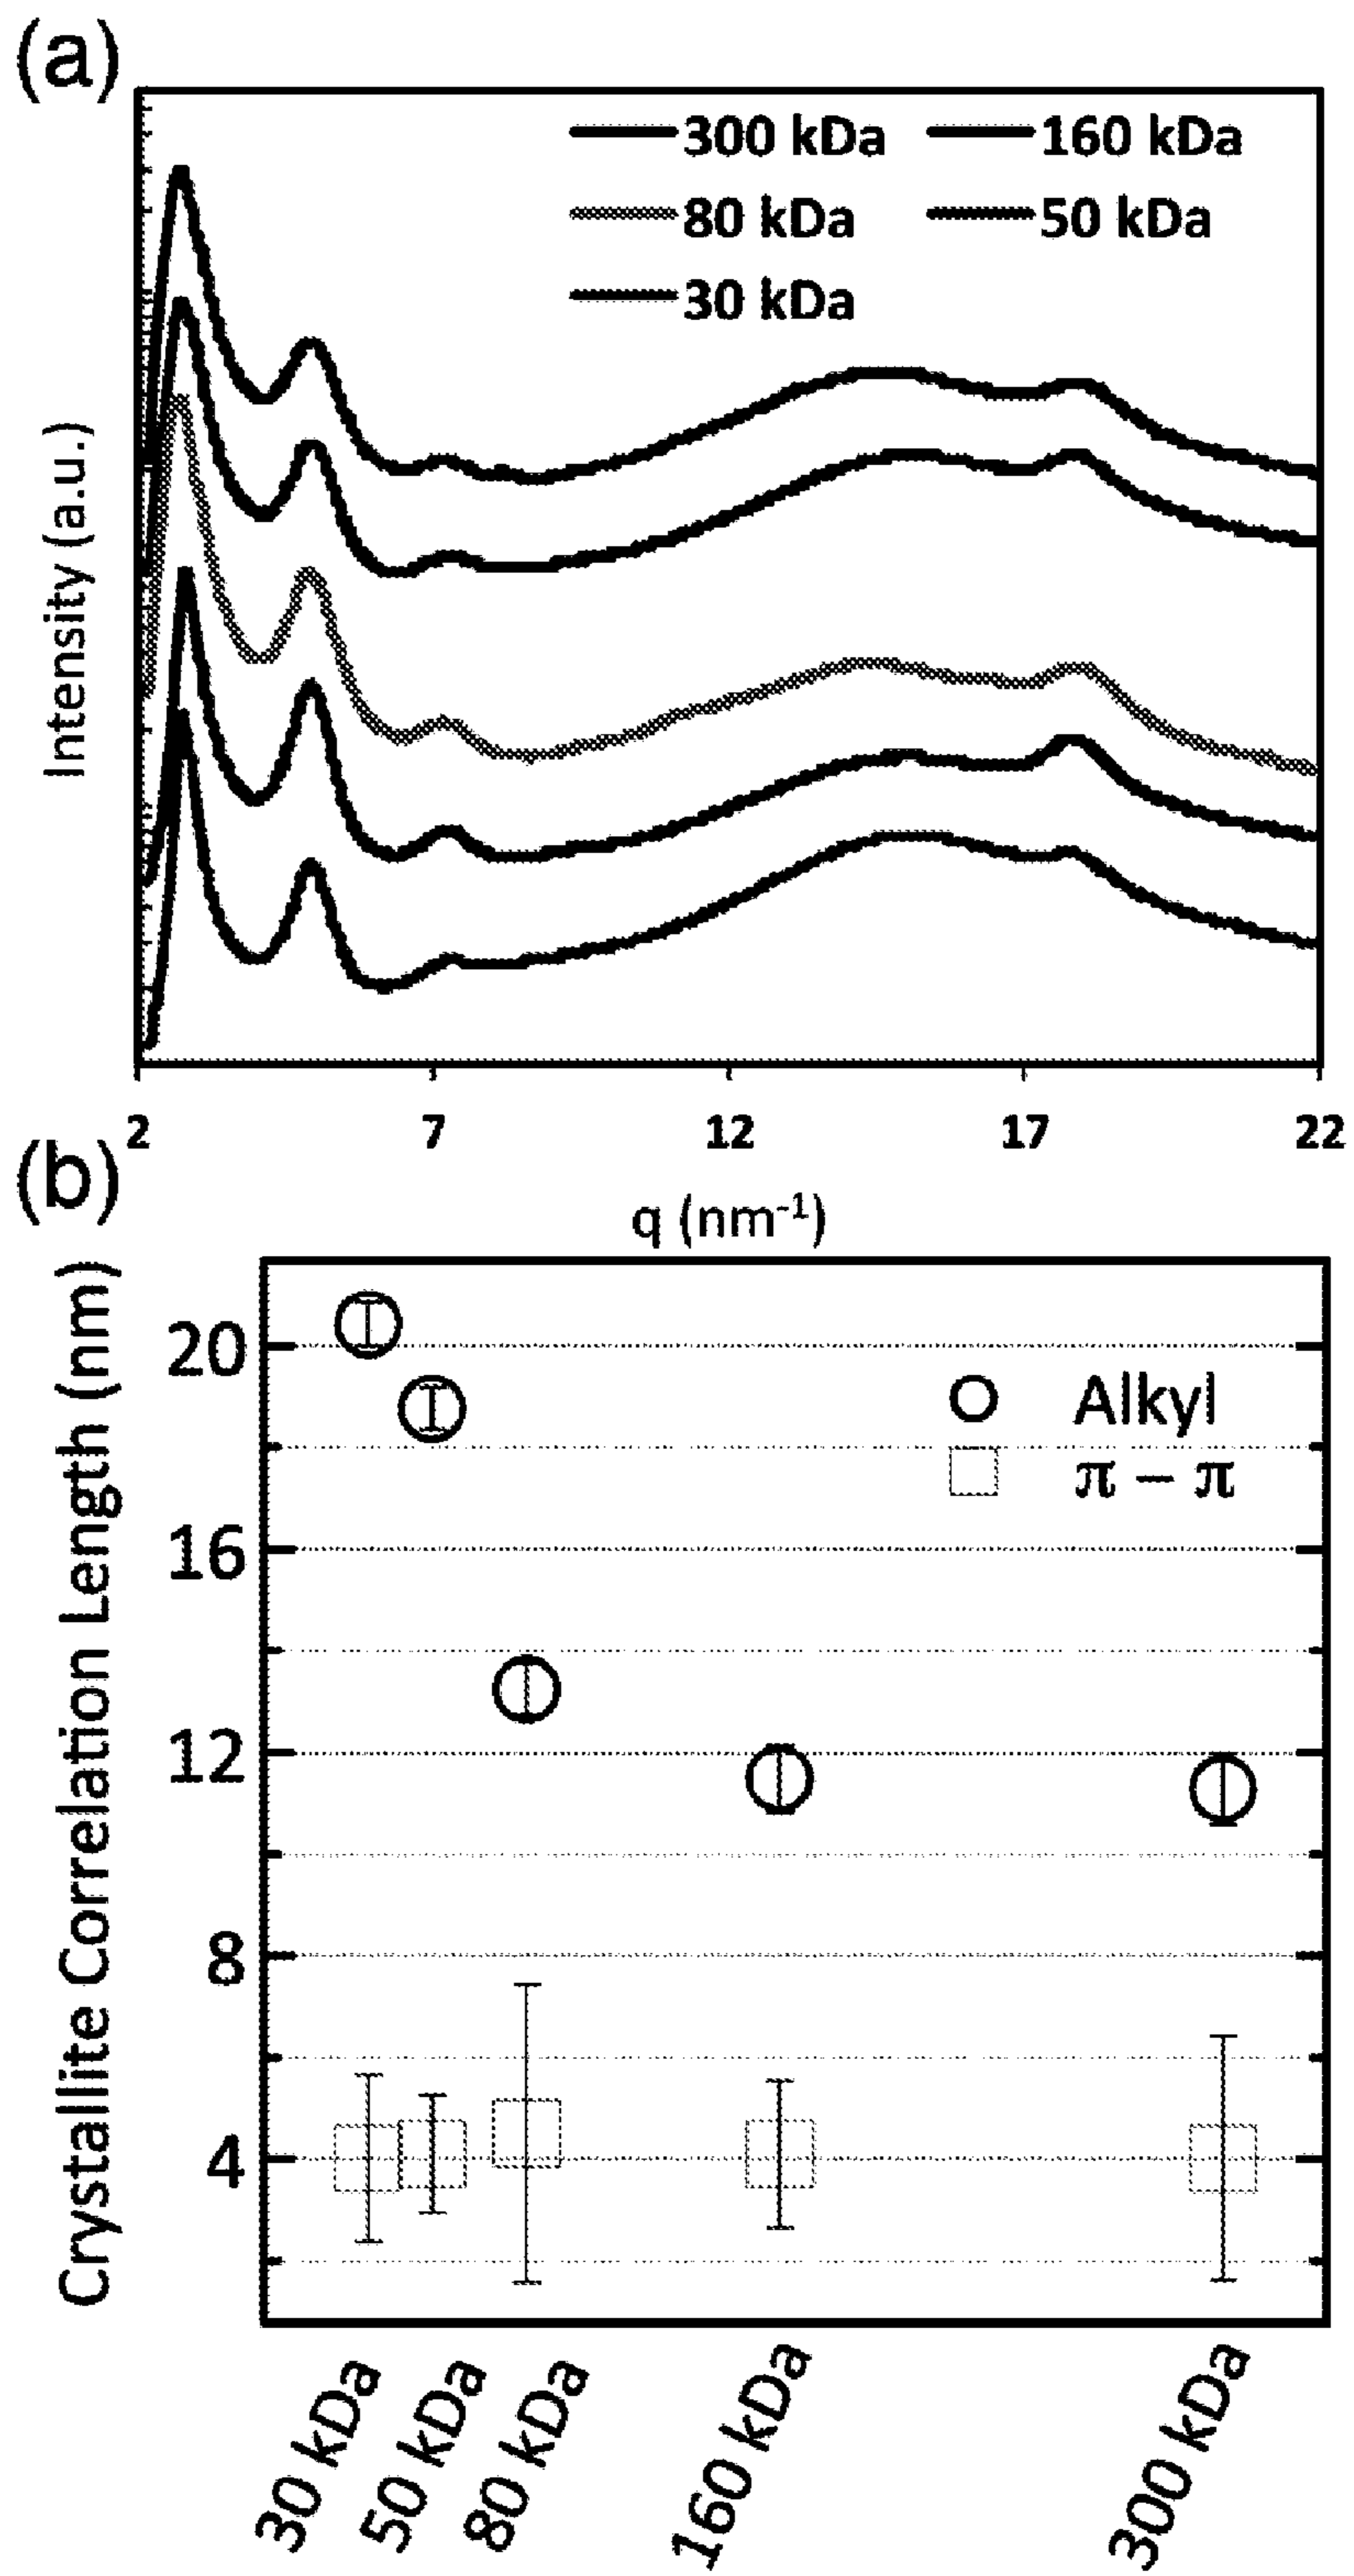 (a)
300 kDa 160 kDa
80 kDa 50 kDa
30 kDa
Intensity (a.u.)
2 7 12 17 22
q (nm⁻¹)
(b)
Crystallite Correlation Length (nm)
20
16
12
8
4
Alkyl
π – π
30 kDa 50 kDa 80 kDa 160 kDa 300 kDa